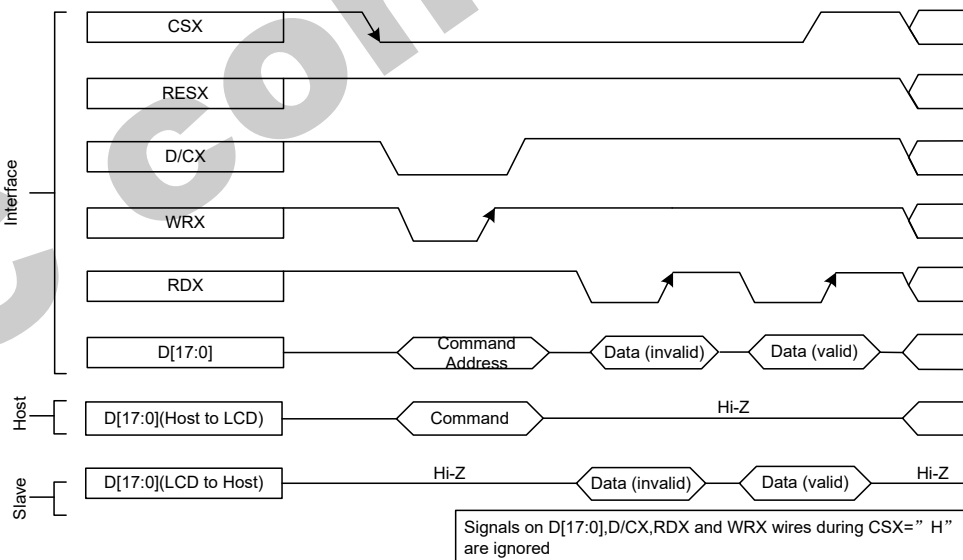 Interface
CSX
RESX
D/CX
WRX
RDX
D[17:0]
Command
Address
Data (invalid)
Data (valid)
Host
D[17:0](Host to LCD)
Command
Hi-Z
Slave
D[17:0](LCD to Host)
Hi-Z
Data (invalid)
Data (valid)
Hi-Z
Signals on D[17:0],D/CX,RDX and WRX wires during CSX=” H”
are ignored